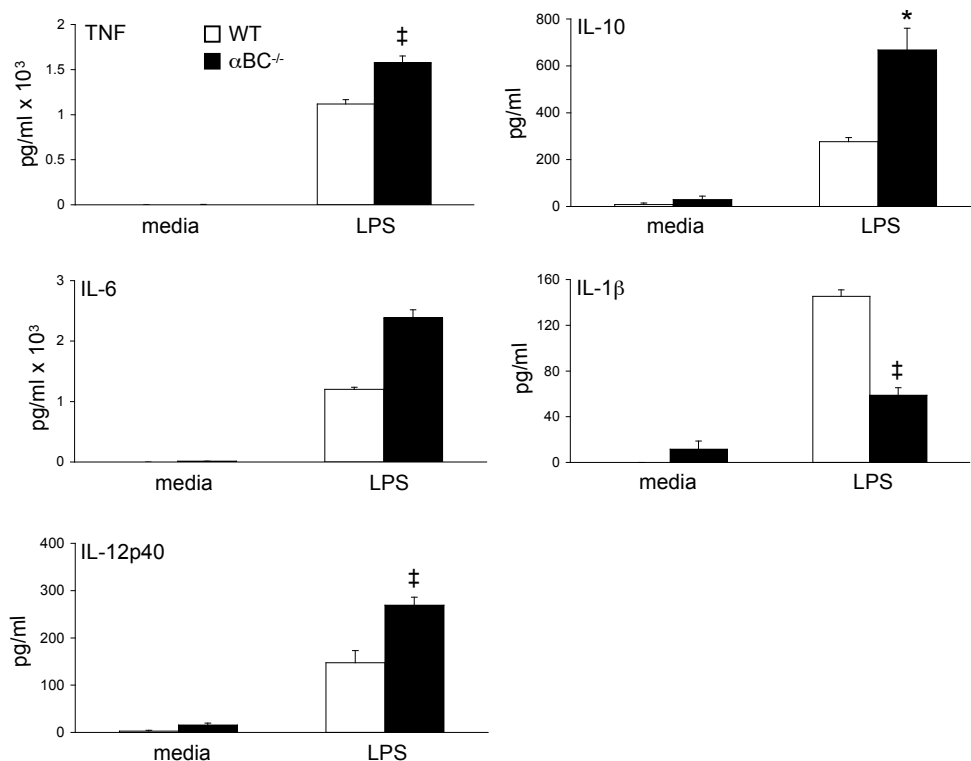 TNF
WT
αBC-/-
‡
pg/ml x 10³
2
1.5
1
0.5
0
media
LPS
IL-10
*
pg/ml
800
600
400
200
0
media
LPS
IL-6
pg/ml x 10³
3
2
1
0
media
LPS
IL-1β
‡
pg/ml
160
120
80
40
0
media
LPS
IL-12p40
‡
pg/ml
400
300
200
100
0
media
LPS